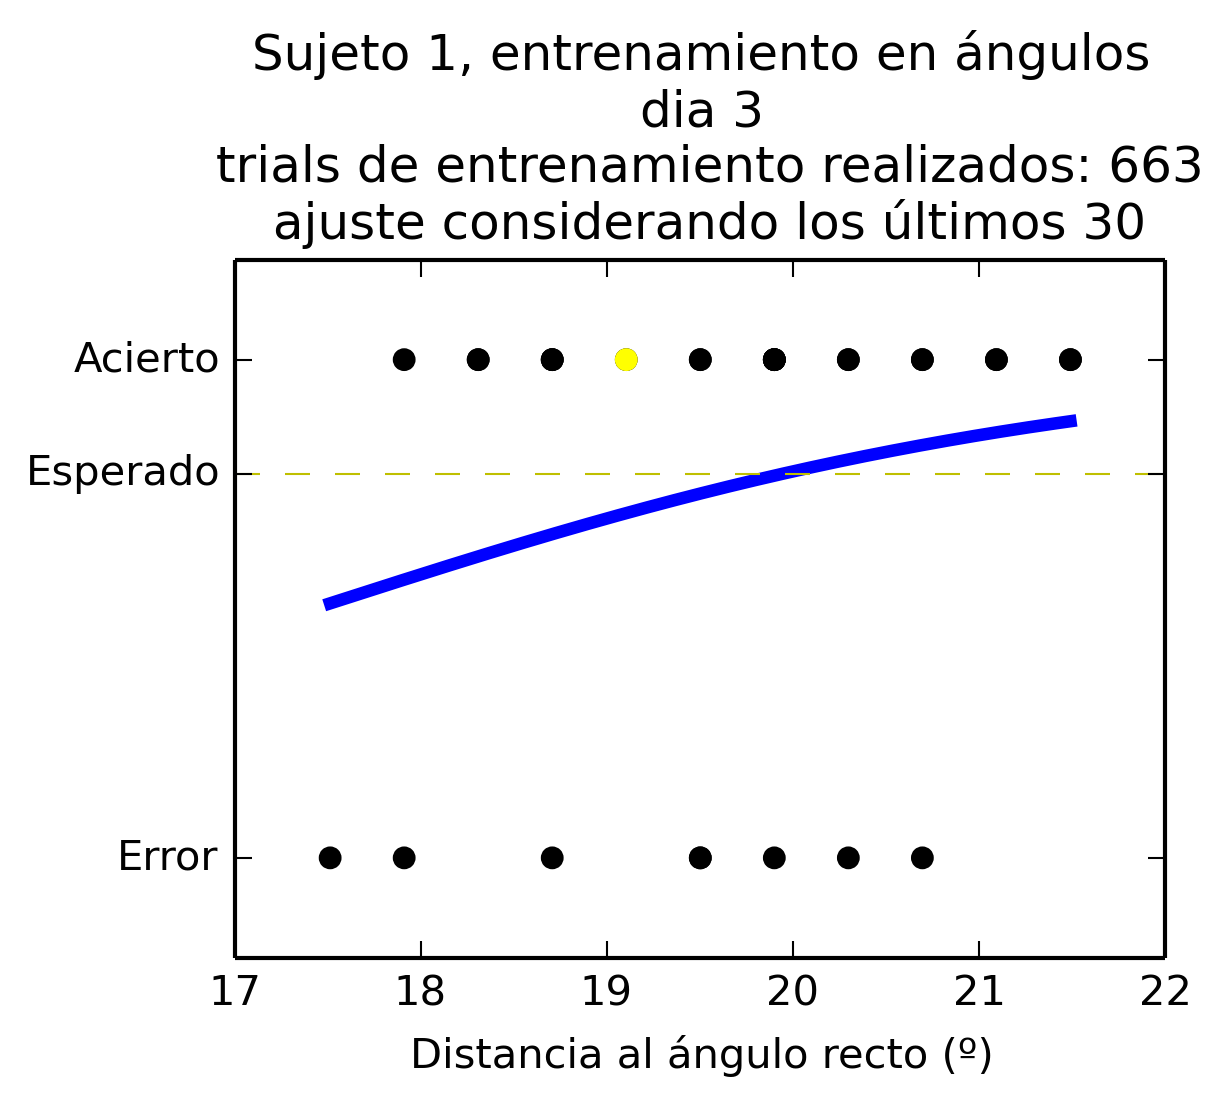 Sujeto 1, entrenamiento en ángulos
dia 3
trials de entrenamiento realizados: 663
ajuste considerando los últimos 30
Acierto
Esperado
Error
17 18 19 20 21 22
Distancia al ángulo recto (º)